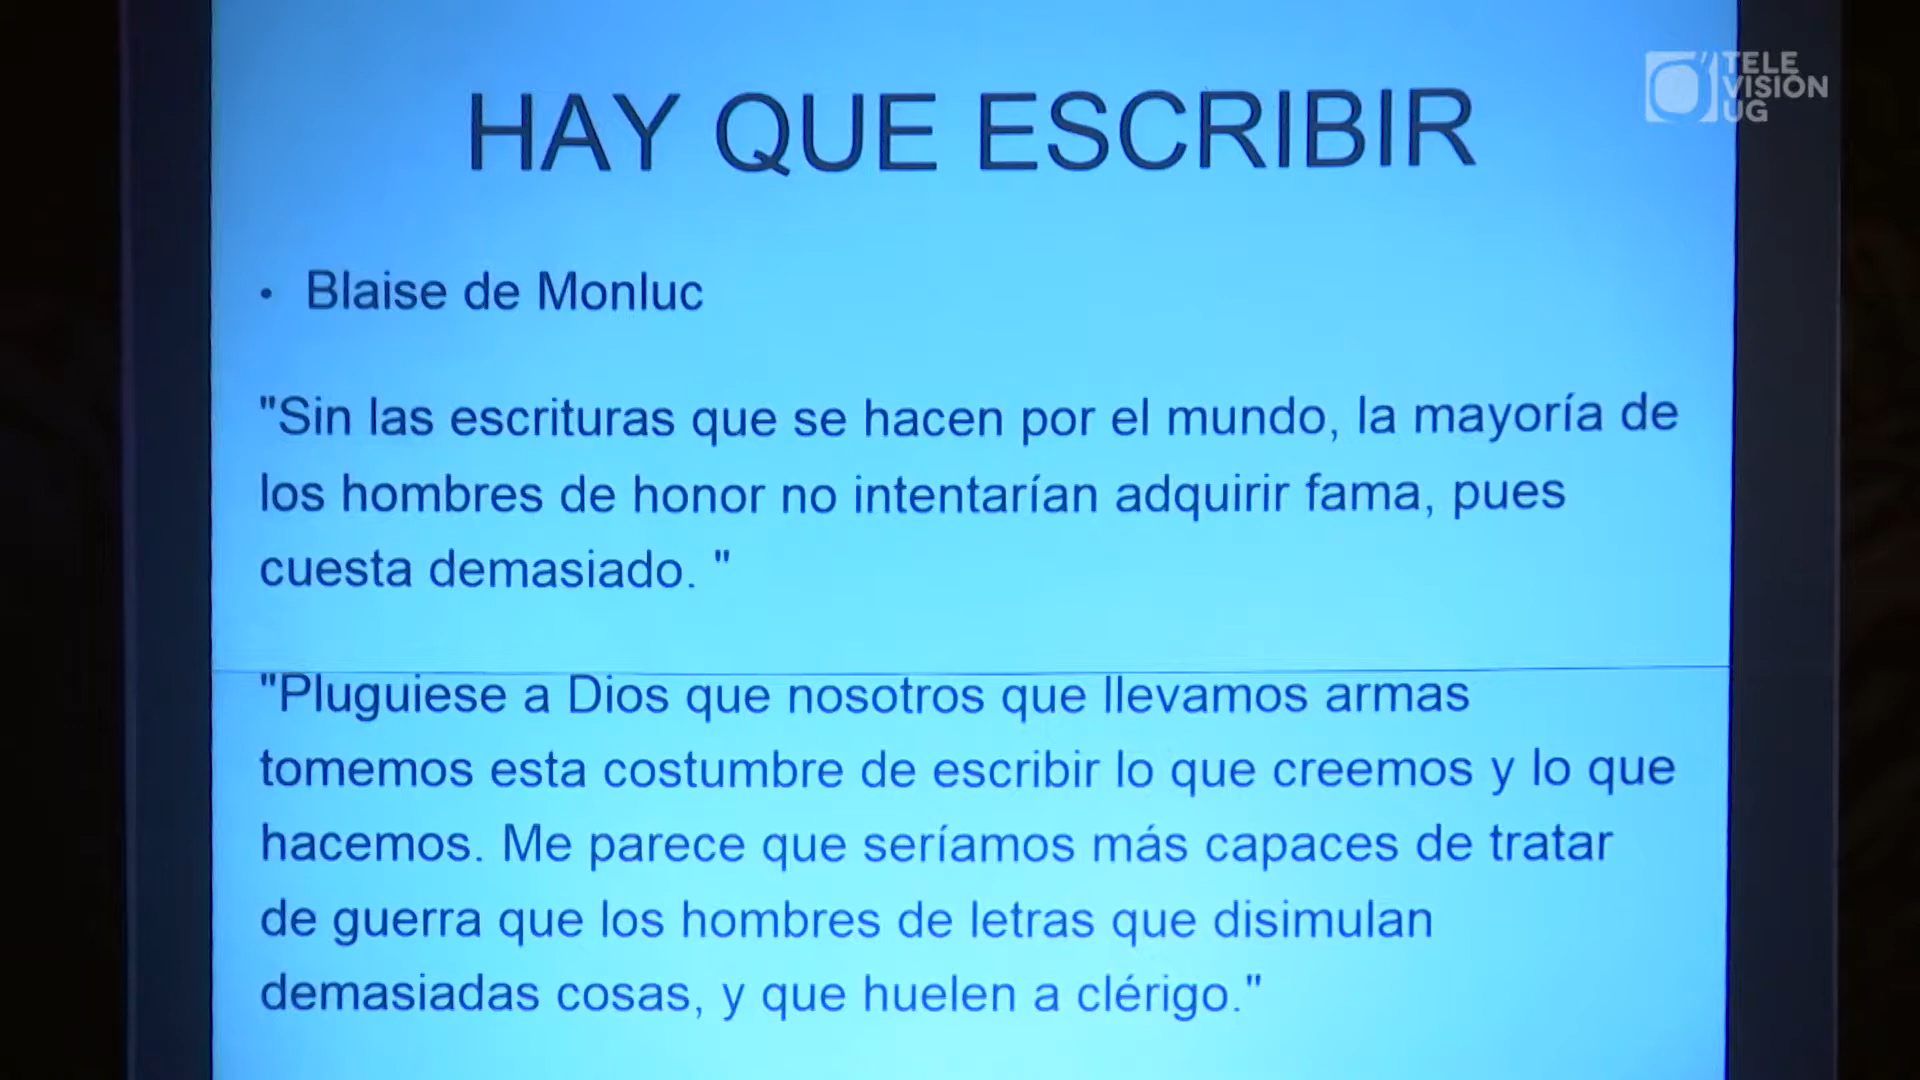 HAY QUE ESCRIBIR
TELE
VISIÓN
UG
• Blaise de Monluc
"Sin las escrituras que se hacen por el mundo, la mayoría de
los hombres de honor no intentarían adquirir fama, pues
cuesta demasiado. "
"Pluguiese a Dios que nosotros que llevamos armas
tomemos esta costumbre de escribir lo que creemos y lo que
hacemos. Me parece que seríamos más capaces de tratar
de guerra que los hombres de letras que disimulan
demasiadas cosas, y que huelen a clérigo."